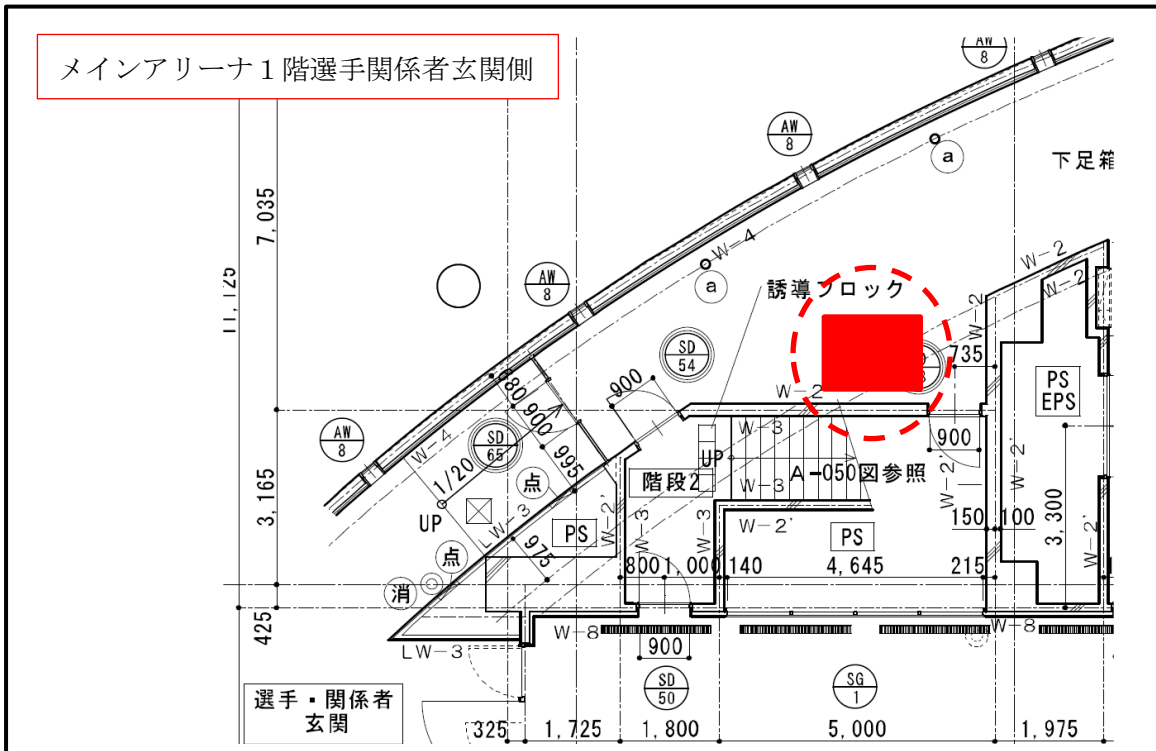 メインアリーナ１階選手関係者玄関側
AW
8
AW
8
a
下足箱
7,035
11,125
W-4
W-2
W-2
AW
8
a
誘導ブロック
W-2
SD
54
735
680
900
900
W-2
PS
EPS
AW
8
W-4
SD
65
995
W-3
900
1/20
点
UP
階段2
A-050図参照
W-2'
W-2'
3,165
UP
LW-3
PS
W-2'
W-3
W-3
W-3
W-2'
PS
150
100
3,300
W-2'
975
点
消
800
1,000
140
4,645
215
425
LW-3
W-8
W-8
900
選手・関係者
玄関
SD
50
SG
1
325
1,725
1,800
5,000
1,975